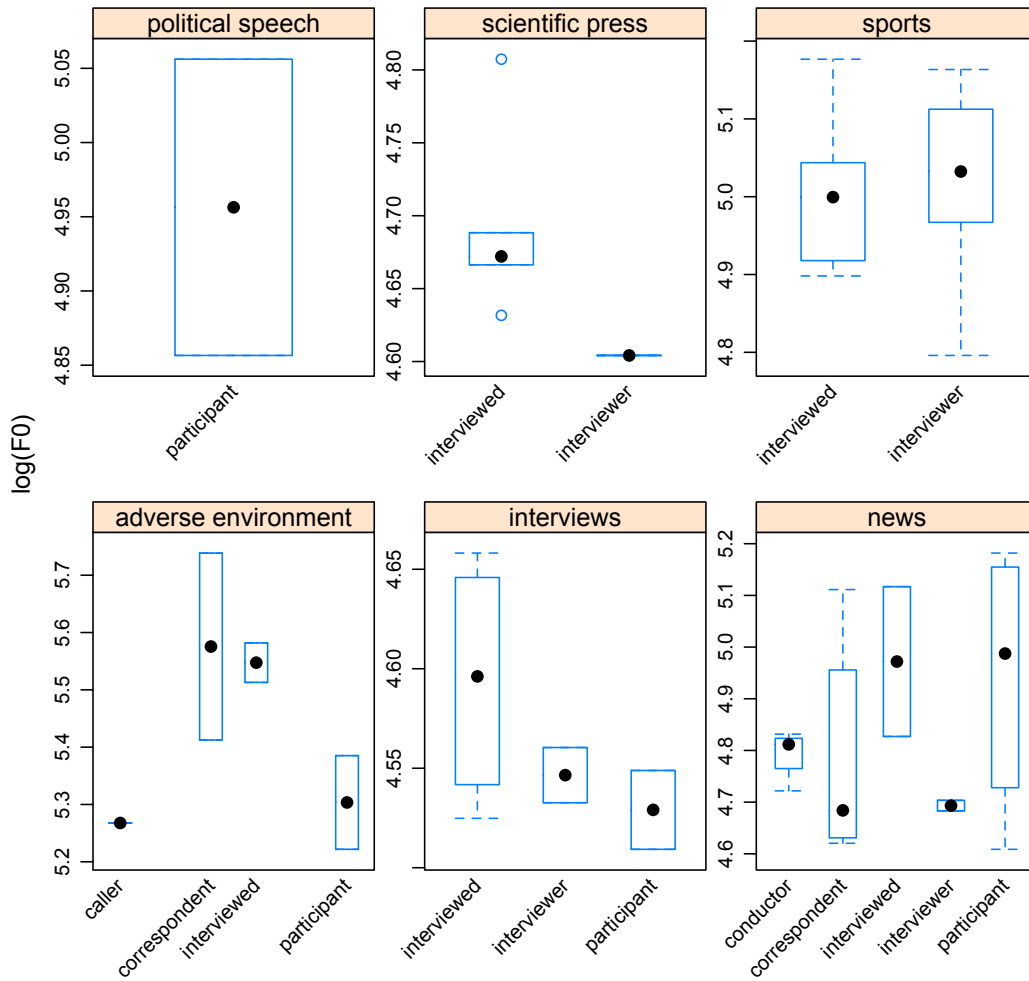 political speech
scientific press
sports
5.05
5.00
4.95
4.90
4.85
participant
4.80
4.75
4.70
4.65
4.60
interviewed
interviewer
5.1
5.0
4.9
4.8
interviewed
interviewer
log(F0)
adverse environment
interviews
news
5.7
5.6
5.5
5.4
5.3
5.2
caller
correspondent
interviewed
participant
4.65
4.60
4.55
interviewed
interviewer
participant
5.2
5.1
5.0
4.9
4.8
4.7
4.6
conductor
correspondent
interviewed
interviewer
participant